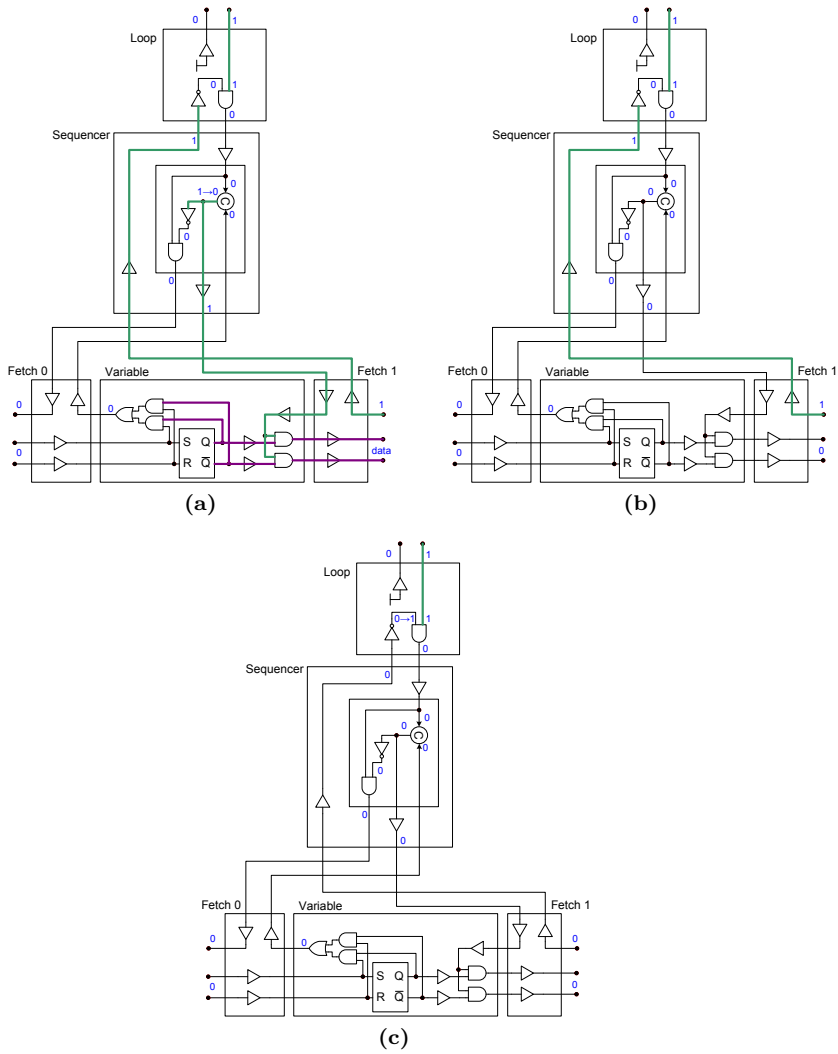 0 1
Loop
0 1
0
1
Sequencer
0
1→0
0
0
0
1
Fetch 0 Variable Fetch 1
0 0 1
S Q
0 R Q̅ data
(a)
0 1
Loop
0 1
0
1
Sequencer
0
0
0
0
0
0
Fetch 0 Variable Fetch 1
0 0 1
S Q
0 R Q̅ 0
(b)
0 1
Loop
0→1 1
0
0
Sequencer
0
0
0
0
0
0
Fetch 0 Variable Fetch 1
0 0 0
S Q
0 R Q̅ 0
(c)